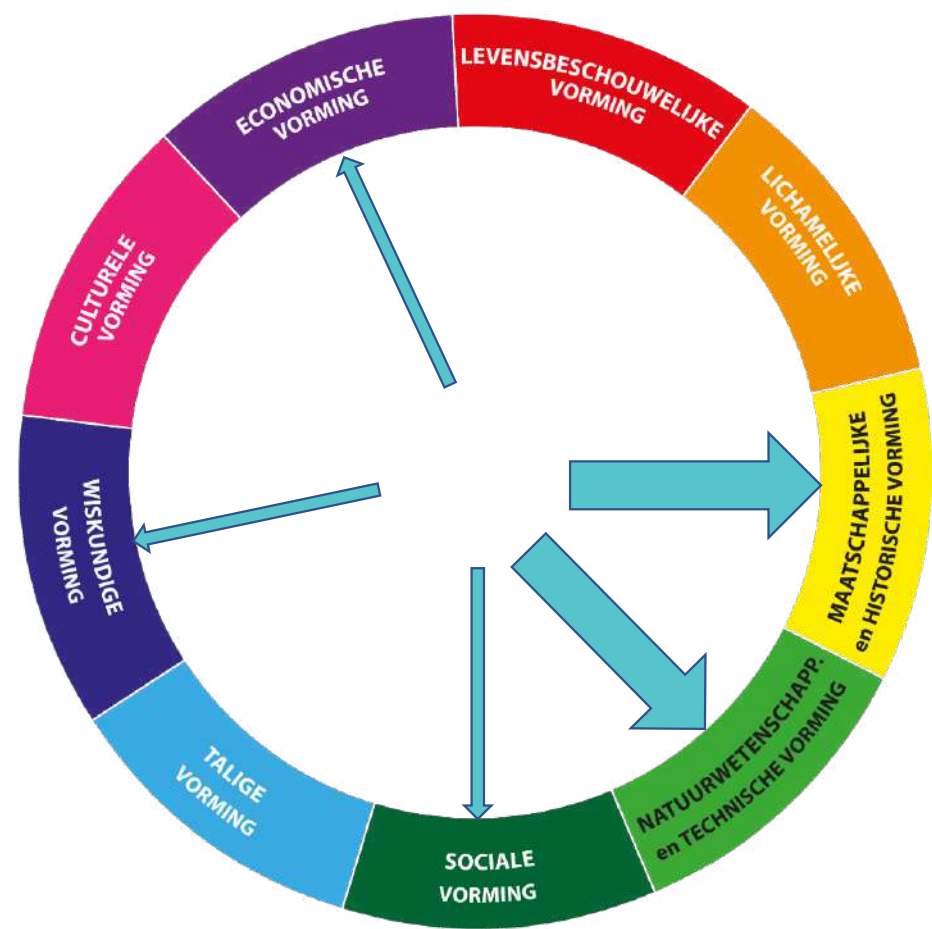 ECONOMISCHE
VORMING
LEVENSBESCHOUWELIJKE
VORMING
LICHAMELIJKE
VORMING
MAATSCHAPPELIJKE
en HISTORISCHE VORMING
NATUURWETENSCHAPP.
en TECHNISCHE VORMING
SOCIALE
VORMING
TALIGE
VORMING
WISKUNDIGE
VORMING
CULTURELE
VORMING